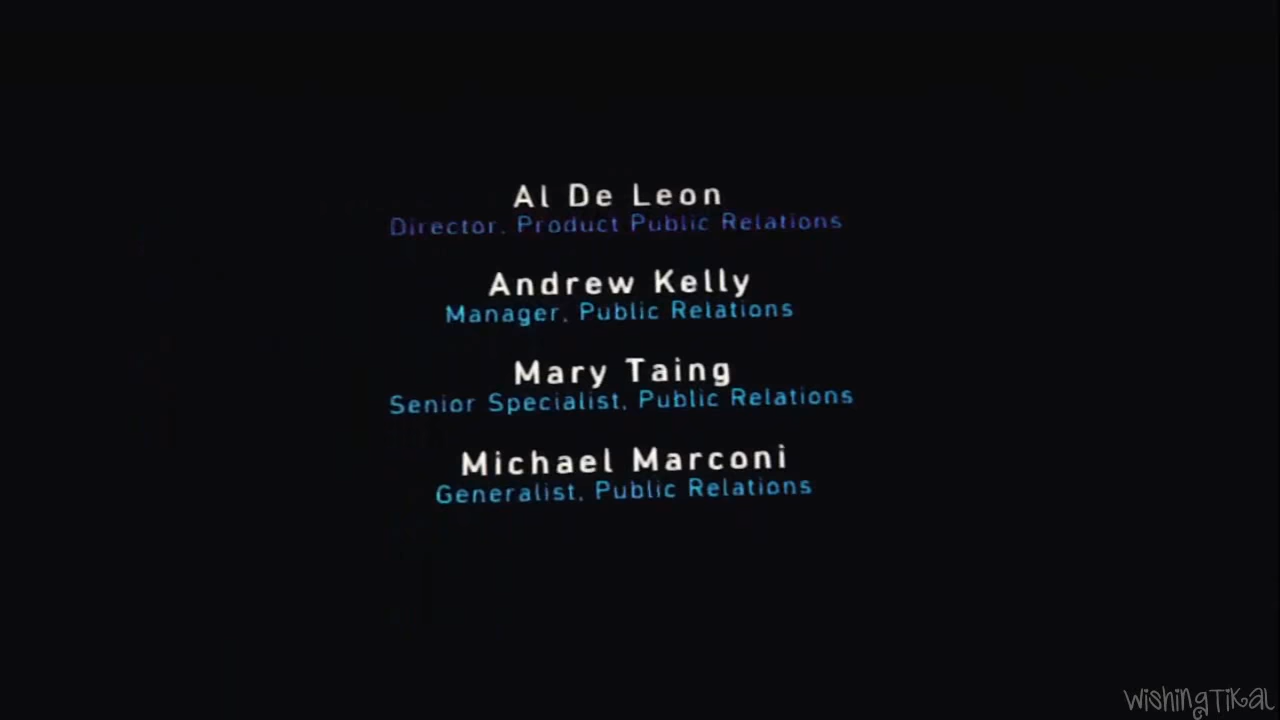 Al De Leon
Director, Product Public Relations
Andrew Kelly
Manager, Public Relations
Mary Taing
Senior Specialist, Public Relations
Michael Marconi
Generalist, Public Relations
WishingTikal